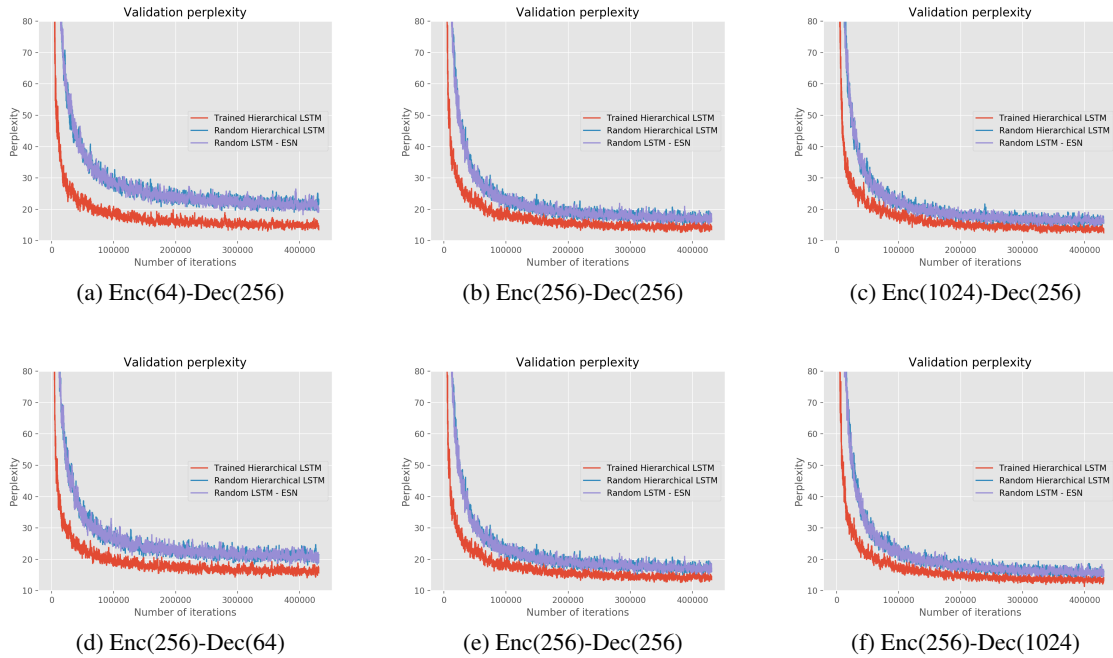 Validation perplexity
80
70
60
50
40
30
20
10
Perplexity
Trained Hierarchical LSTM
Random Hierarchical LSTM
Random LSTM - ESN
0 100000 200000 300000 400000
Number of iterations
(a) Enc(64)-Dec(256)
Validation perplexity
80
70
60
50
40
30
20
10
Perplexity
Trained Hierarchical LSTM
Random Hierarchical LSTM
Random LSTM - ESN
0 100000 200000 300000 400000
Number of iterations
(b) Enc(256)-Dec(256)
Validation perplexity
80
70
60
50
40
30
20
10
Perplexity
Trained Hierarchical LSTM
Random Hierarchical LSTM
Random LSTM - ESN
0 100000 200000 300000 400000
Number of iterations
(c) Enc(1024)-Dec(256)
Validation perplexity
80
70
60
50
40
30
20
10
Perplexity
Trained Hierarchical LSTM
Random Hierarchical LSTM
Random LSTM - ESN
0 100000 200000 300000 400000
Number of iterations
(d) Enc(256)-Dec(64)
Validation perplexity
80
70
60
50
40
30
20
10
Perplexity
Trained Hierarchical LSTM
Random Hierarchical LSTM
Random LSTM - ESN
0 100000 200000 300000 400000
Number of iterations
(e) Enc(256)-Dec(256)
Validation perplexity
80
70
60
50
40
30
20
10
Perplexity
Trained Hierarchical LSTM
Random Hierarchical LSTM
Random LSTM - ESN
0 100000 200000 300000 400000
Number of iterations
(f) Enc(256)-Dec(1024)